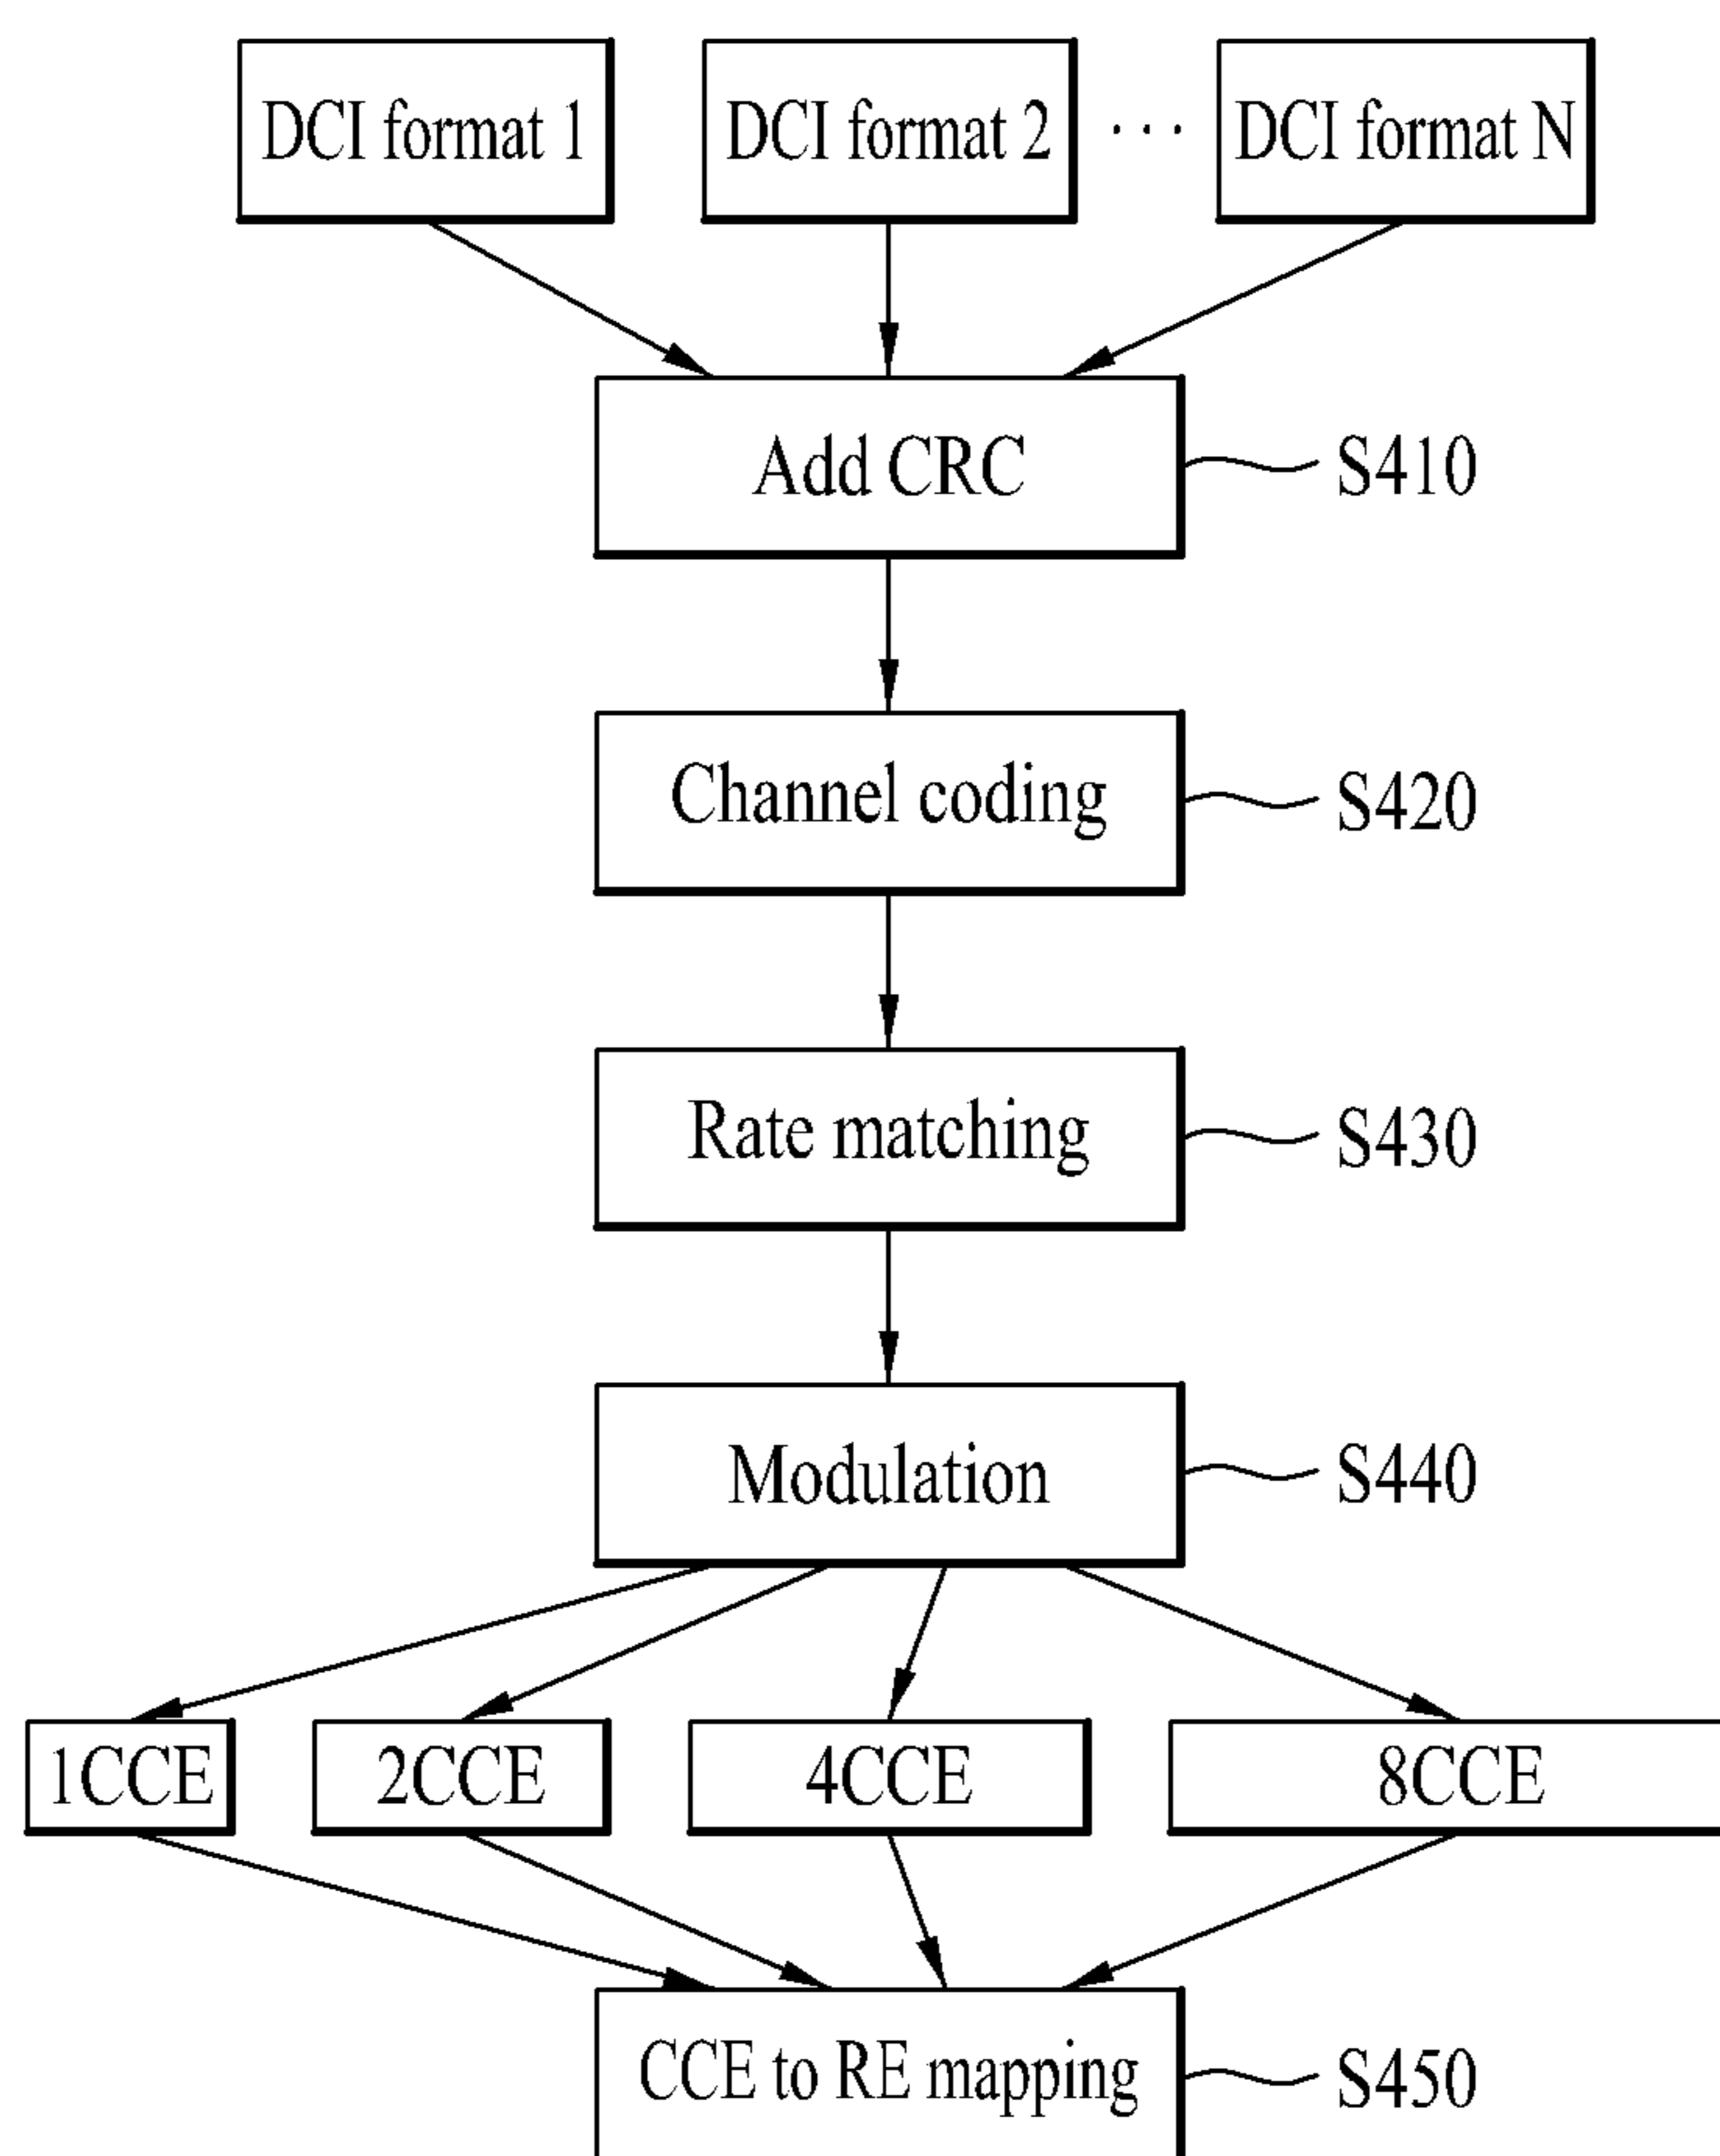 DCI format 1
DCI format 2
...
DCI format N
Add CRC
S410
Channel coding
S420
Rate matching
S430
Modulation
S440
1CCE
2CCE
4CCE
8CCE
CCE to RE mapping
S450